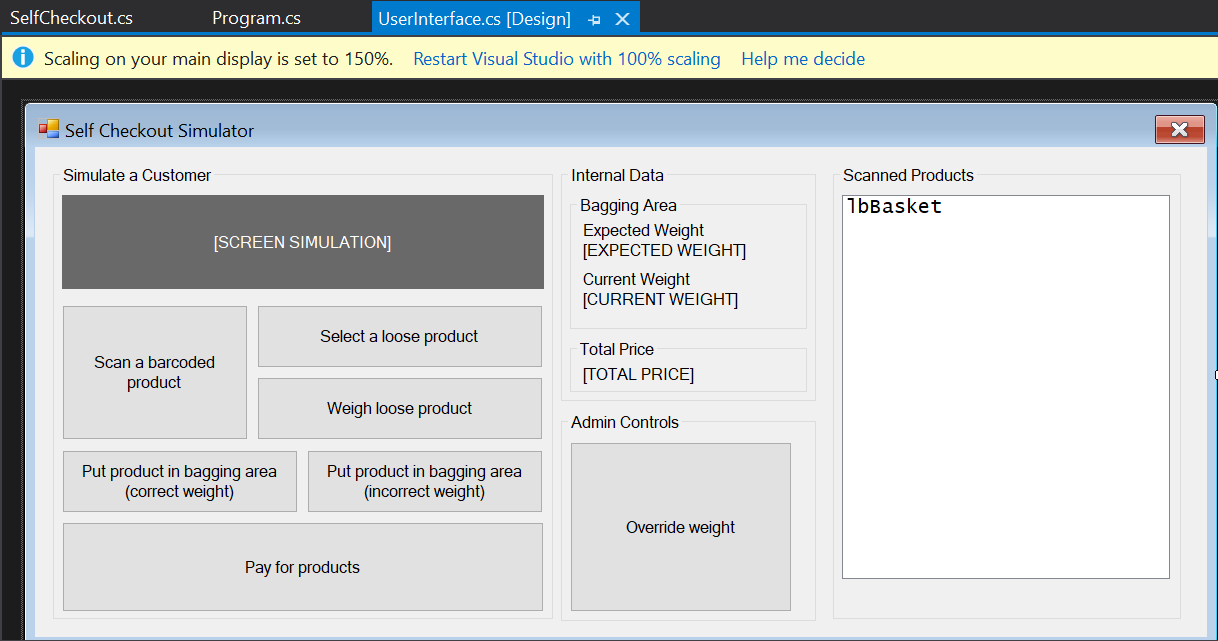 SelfCheckout.cs
Program.cs
UserInterface.cs [Design]
Scaling on your main display is set to 150%. Restart Visual Studio with 100% scaling Help me decide
Self Checkout Simulator
Simulate a Customer
[SCREEN SIMULATION]
Scan a barcoded
product
Select a loose product
Weigh loose product
Put product in bagging area
(correct weight)
Put product in bagging area
(incorrect weight)
Pay for products
Internal Data
Bagging Area
Expected Weight
[EXPECTED WEIGHT]
Current Weight
[CURRENT WEIGHT]
Total Price
[TOTAL PRICE]
Admin Controls
Override weight
Scanned Products
lbBasket